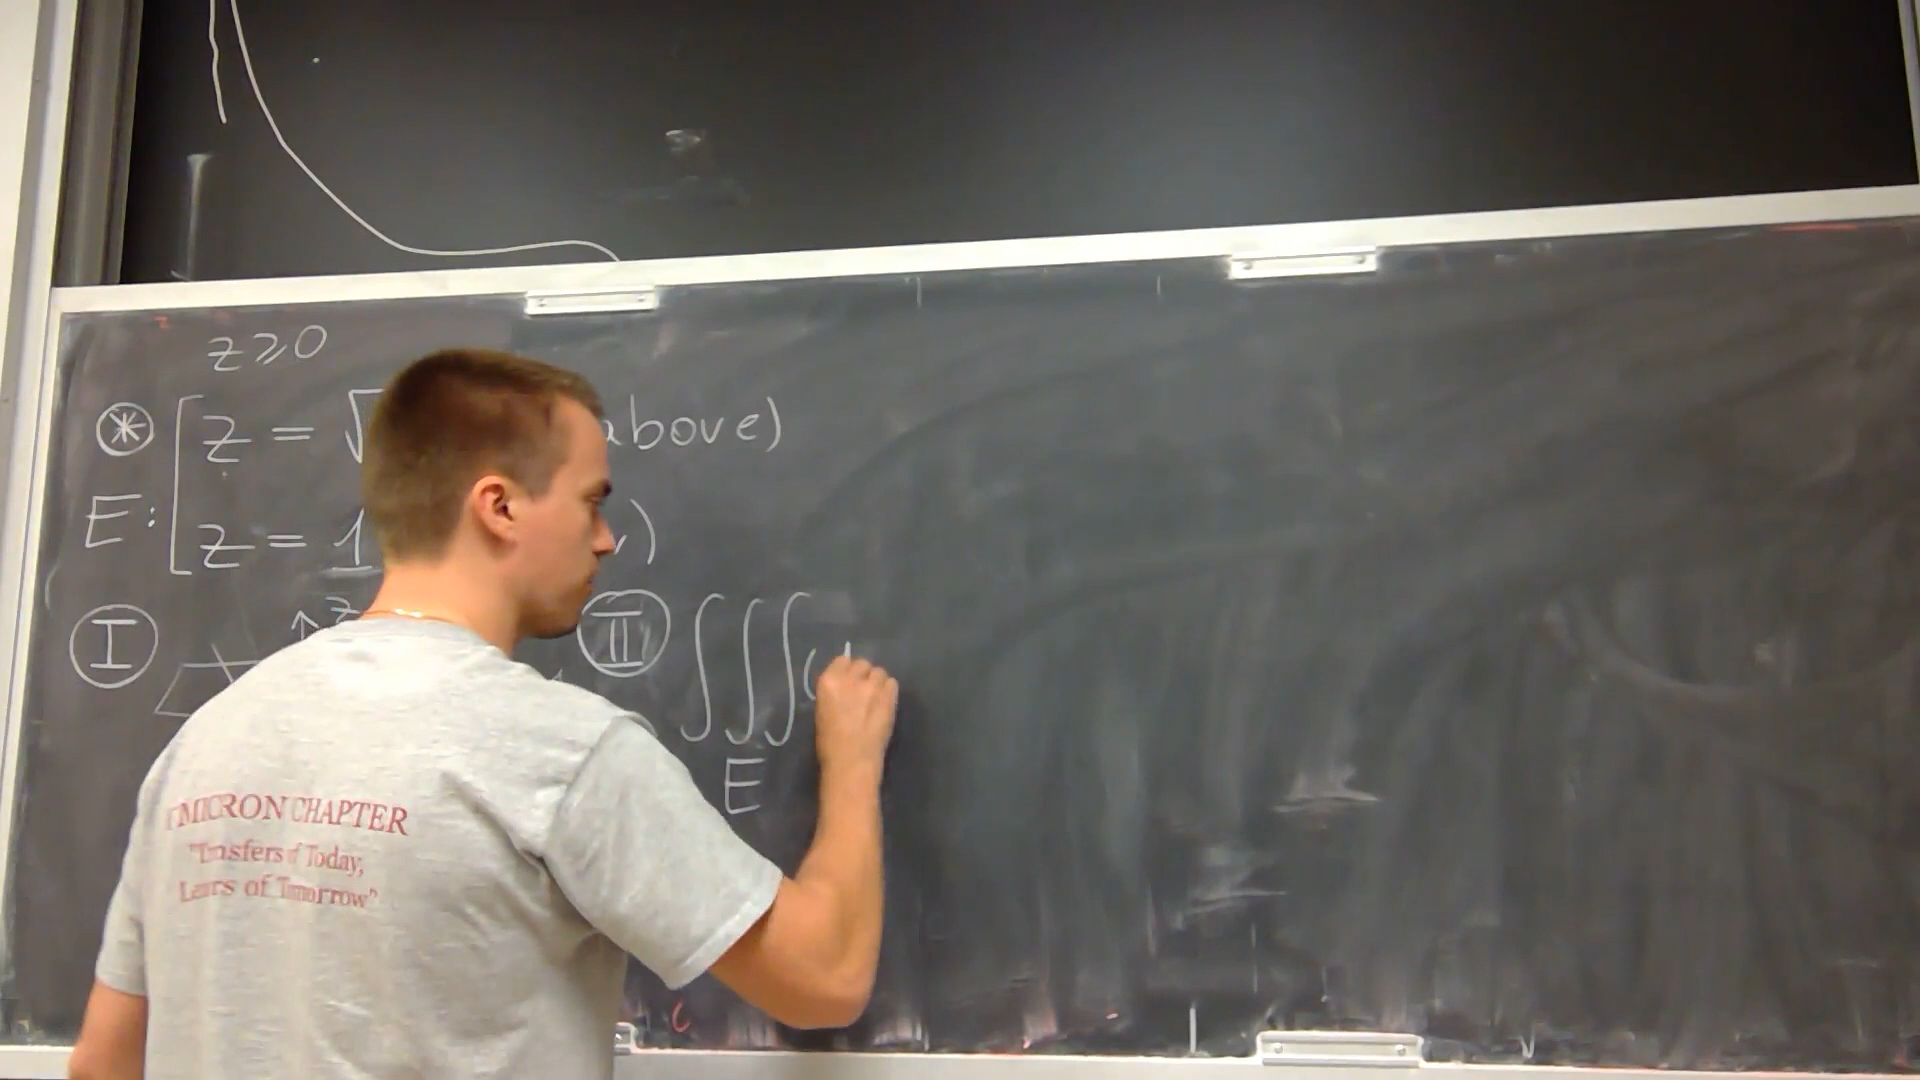 z ⩾ 0
⊛ z = √ above)
E: z = 1 )
I z II ∫∫∫ (
E
OMICRON CHAPTER
"Transfers of Today,
Leaders of Tomorrow"